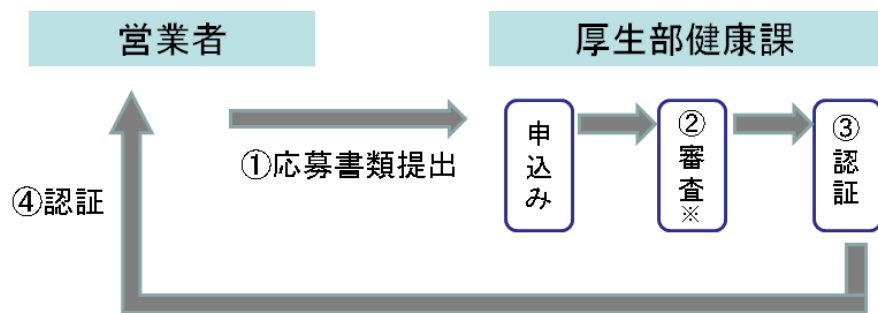 営業者
厚生部健康課
①応募書類提出
申込み
②審査※
③認証
④認証